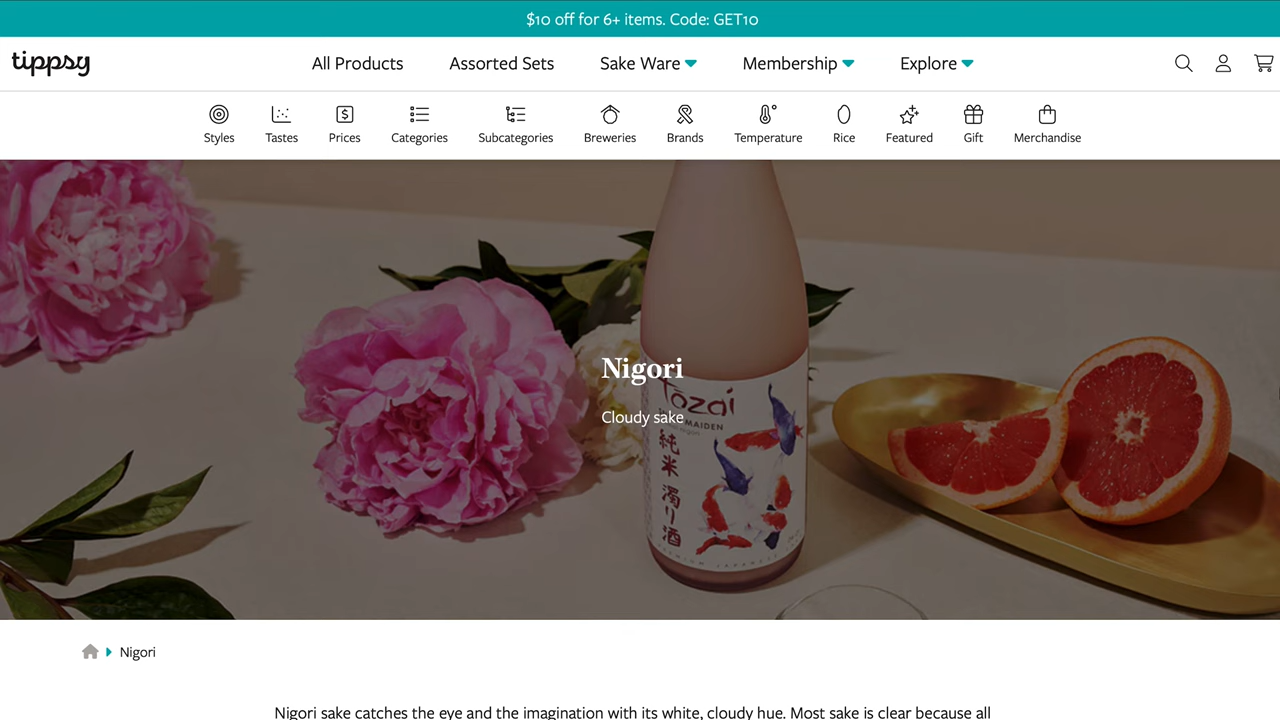 $10 off for 6+ items. Code: GET10
tippsy
All Products
Assorted Sets
Sake Ware
Membership
Explore
Styles
Tastes
Prices
Categories
Subcategories
Breweries
Brands
Temperature
Rice
Featured
Gift
Merchandise
Nigori
Tozai
Cloudy sake
MAIDEN
純米濁り酒
Nigori
Nigori sake catches the eye and the imagination with its white, cloudy hue. Most sake is clear because all